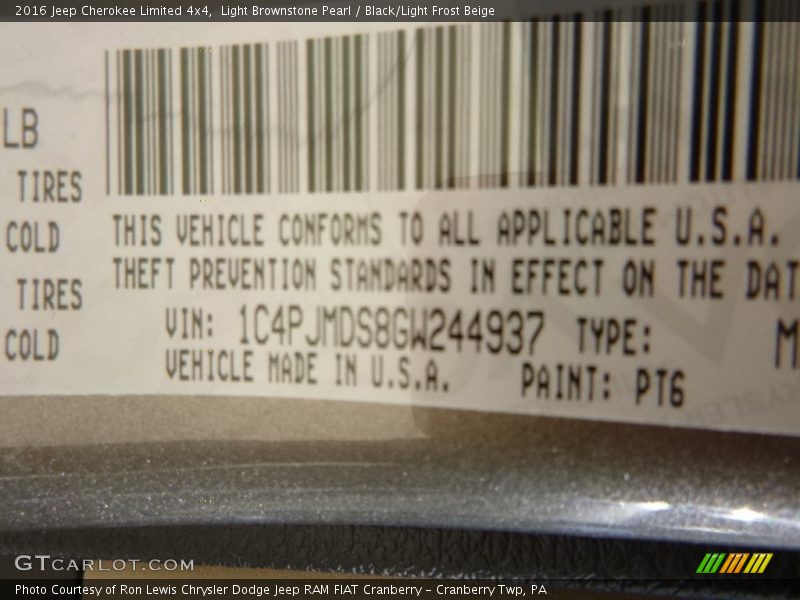 2016 Jeep Cherokee Limited 4x4, Light Brownstone Pearl / Black/Light Frost Beige
LB
TIRES
COLD
TIRES
COLD
THIS VEHICLE CONFORMS TO ALL APPLICABLE U.S.A.
THEFT PREVENTION STANDARDS IN EFFECT ON THE DAT
VIN: 1C4PJMDS8GW244937 TYPE: M
VEHICLE MADE IN U.S.A. PAINT: PT6
GTCARLOT.COM
Photo Courtesy of Ron Lewis Chrysler Dodge Jeep RAM FIAT Cranberry – Cranberry Twp, PA